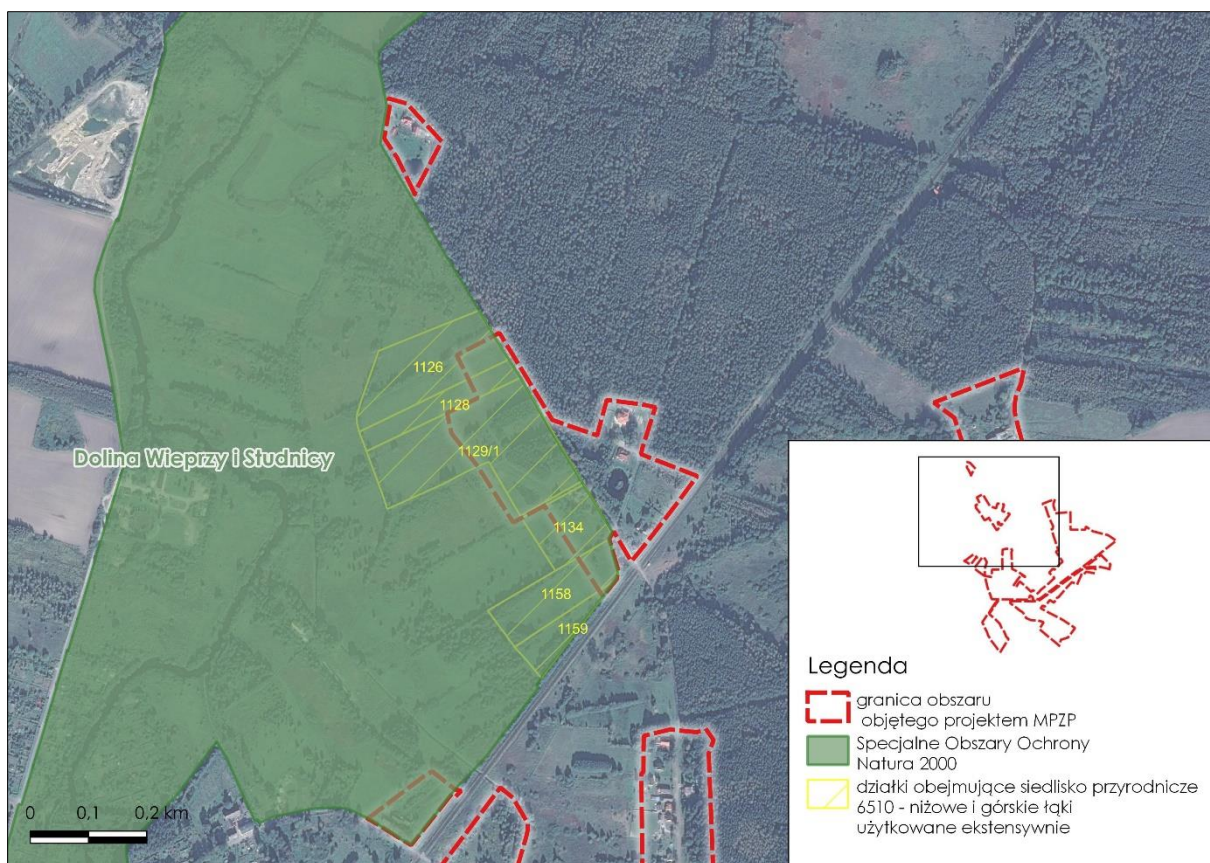 1126
1128
1129/1
Dolina Wieprzy i Studnicy
1134
1158
1159
0 0,1 0,2 km
Legenda
granica obszaru
objętego projektem MPZP
Specjalne Obszary Ochrony
Natura 2000
działki obejmujące siedlisko przyrodnicze
6510 - niżowe i górskie łąki
użytkowane ekstensywnie